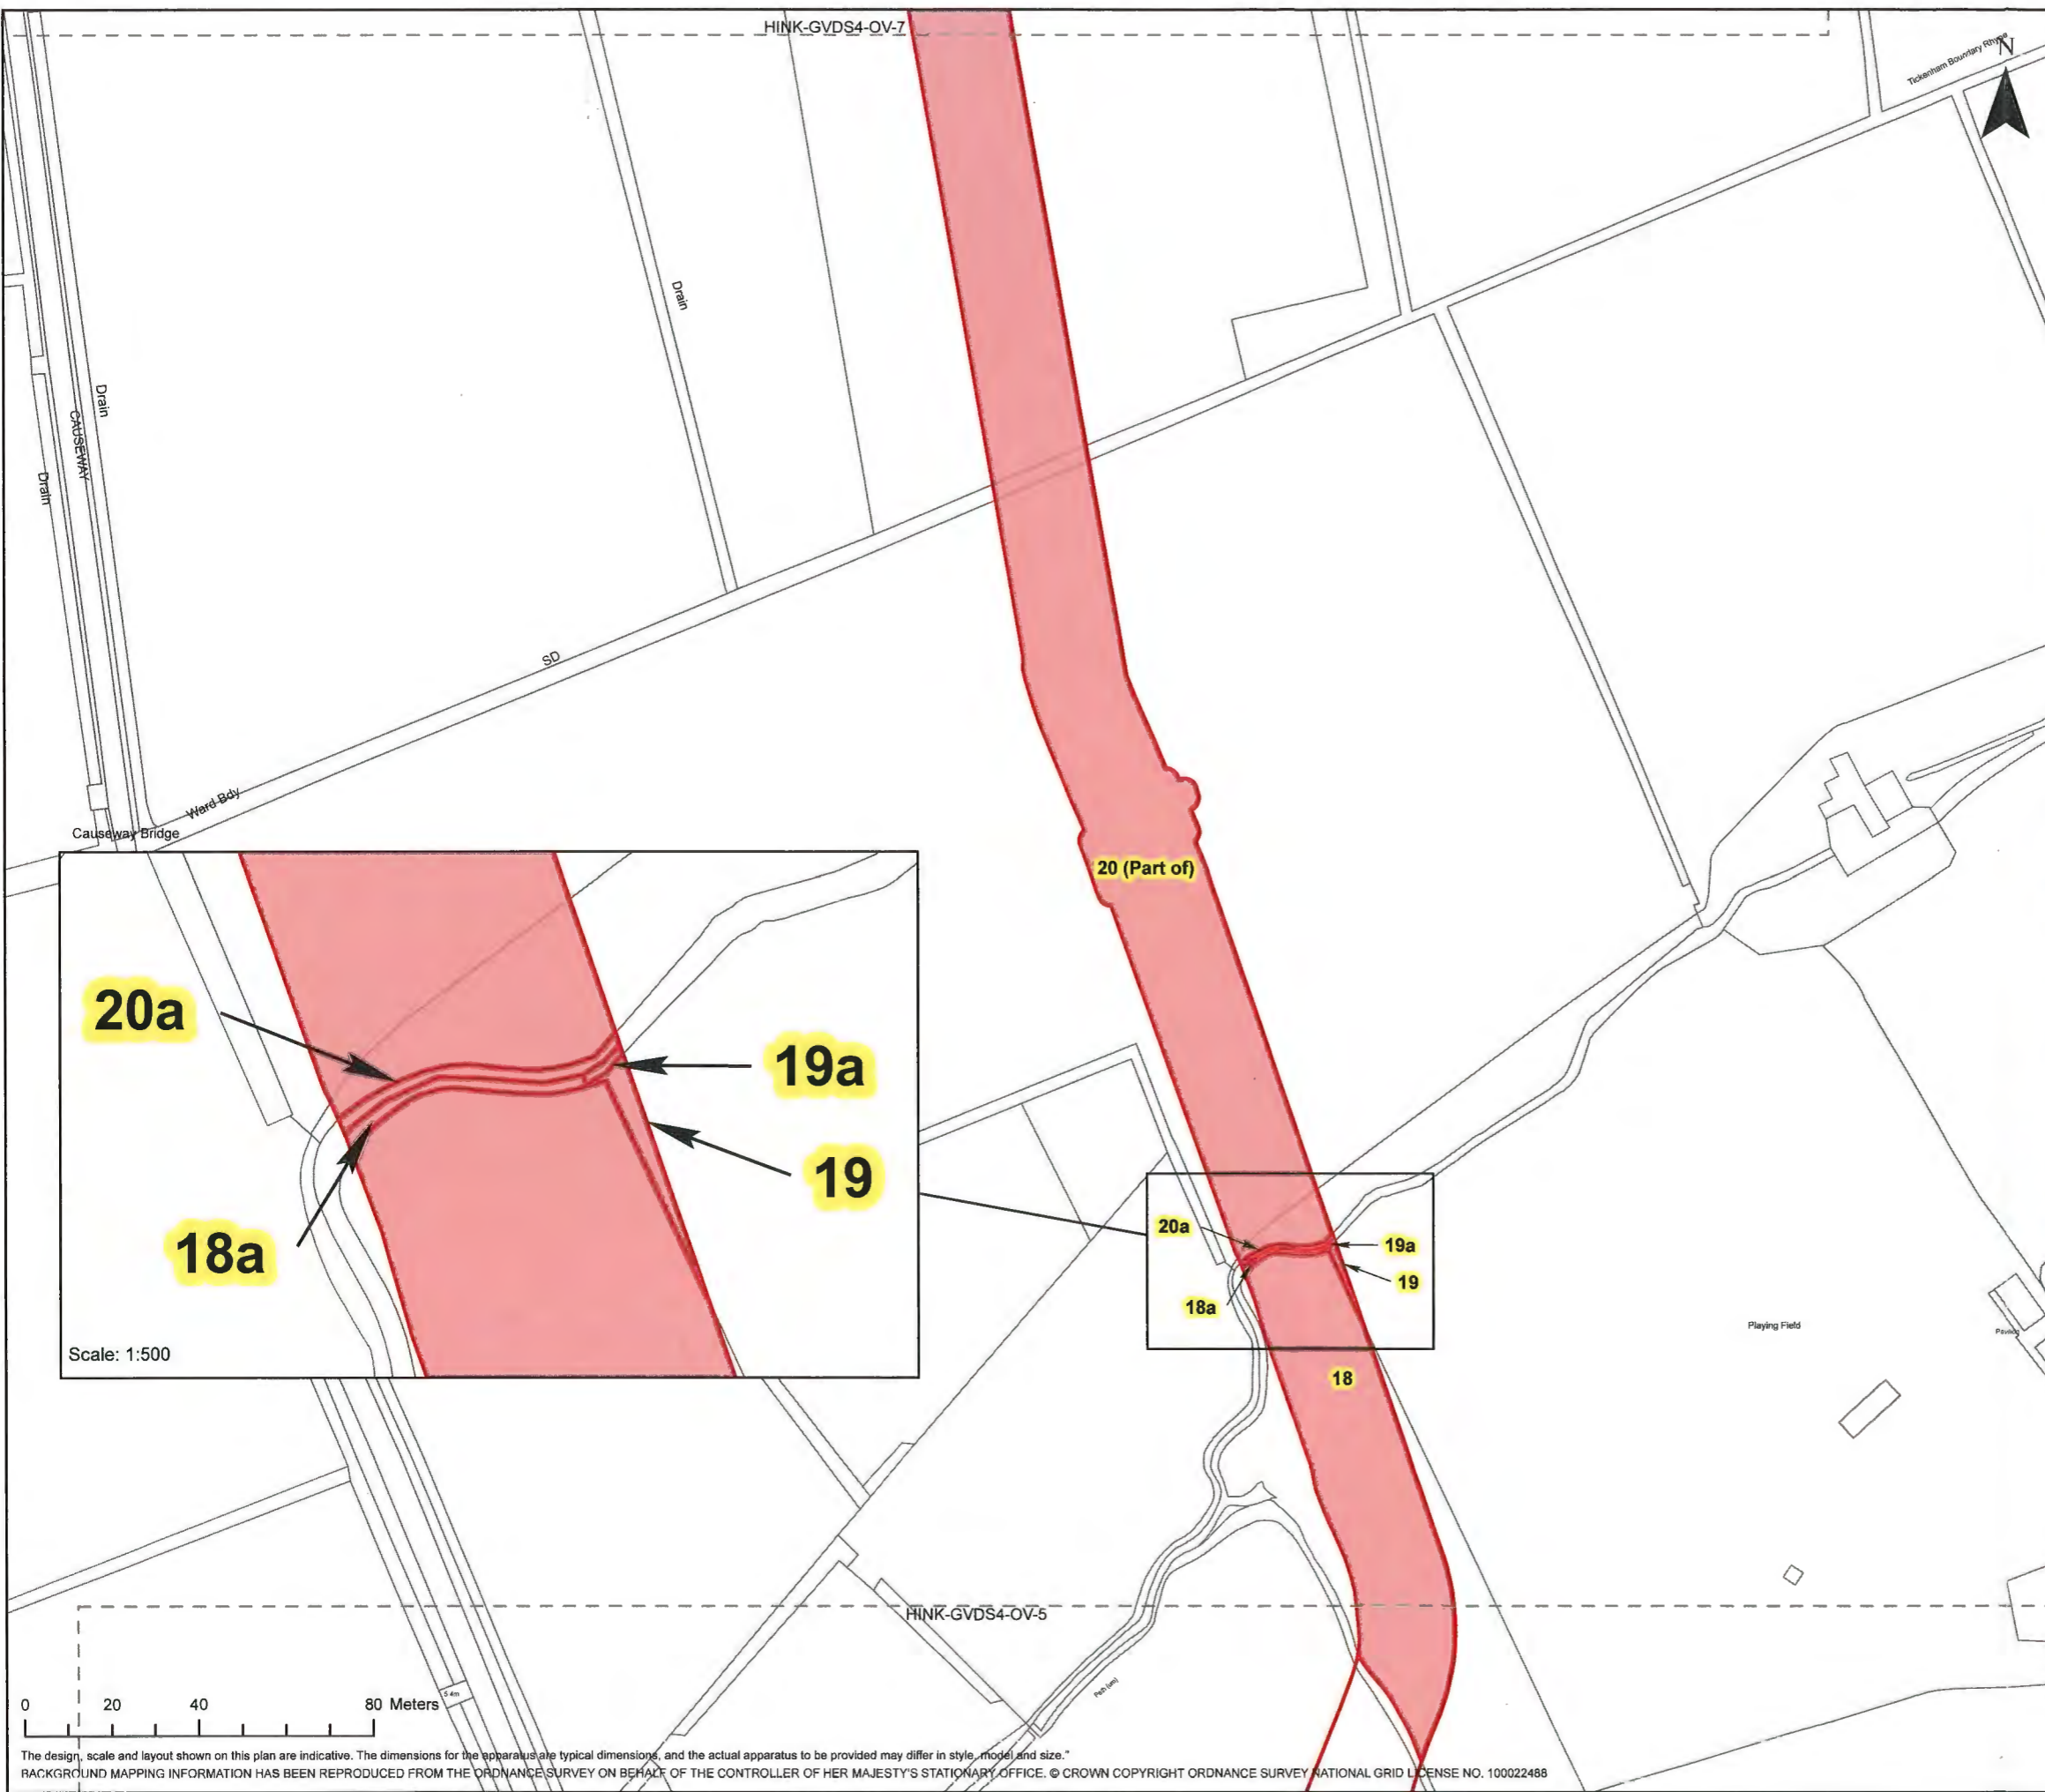 HINK-GVDS4-OV-7
Tickenham Boundary Rhyne
N
Drain
Drain
CAUSEWAY
Drain
SD
Ward Bdy
Causeway Bridge
20 (Part of)
20a
19a
19
18a
Scale: 1:500
20a
19a
19
18a
18
Playing Field
Pavilion
HINK-GVDS4-OV-5
Path (um)
5.4m
0 20 40 80 Meters
The design, scale and layout shown on this plan are indicative. The dimensions for the apparatus are typical dimensions, and the actual apparatus to be provided may differ in style, model and size."
BACKGROUND MAPPING INFORMATION HAS BEEN REPRODUCED FROM THE ORDNANCE SURVEY ON BEHALF OF THE CONTROLLER OF HER MAJESTY'S STATIONARY OFFICE. © CROWN COPYRIGHT ORDNANCE SURVEY NATIONAL GRID LICENSE NO. 100022488